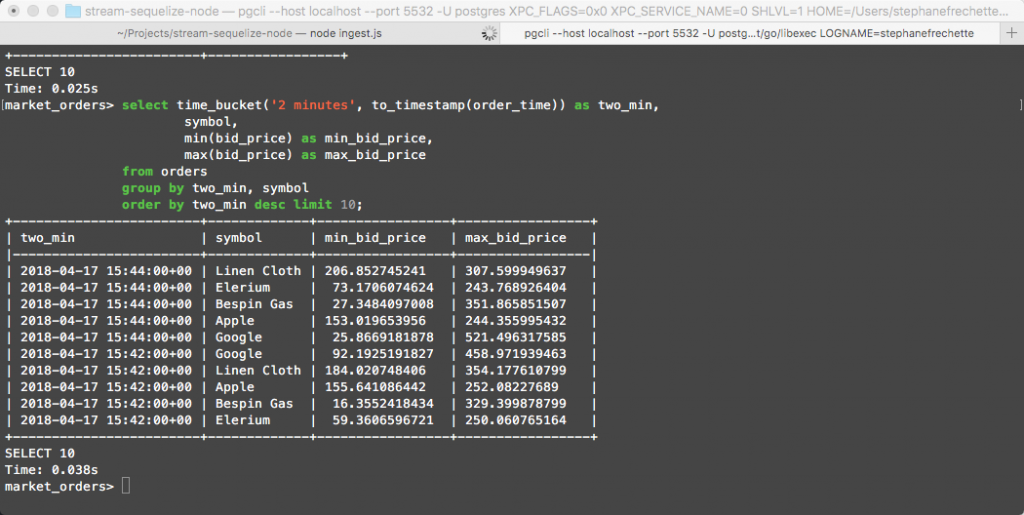 stream-sequelize-node — pgcli --host localhost --port 5532 -U postgres XPC_FLAGS=0x0 XPC_SERVICE_NAME=0 SHLVL=1 HOME=/Users/stephanefrechette...
~/Projects/stream-sequelize-node — node ingest.js
pgcli --host localhost --port 5532 -U postg...t/go/libexec LOGNAME=stephanefrechette
+
+------------------------+-----------------+
SELECT 10
Time: 0.025s
market_orders> select time_bucket('2 minutes', to_timestamp(order_time)) as two_min,
symbol,
min(bid_price) as min_bid_price,
max(bid_price) as max_bid_price
from orders
group by two_min, symbol
order by two_min desc limit 10;
+------------------------+-------------+-----------------+-----------------+
| two_min | symbol | min_bid_price | max_bid_price |
|------------------------+-------------+-----------------+-----------------|
| 2018-04-17 15:44:00+00 | Linen Cloth | 206.852745241 | 307.599949637 |
| 2018-04-17 15:44:00+00 | Elerium | 73.1706074624 | 243.768926404 |
| 2018-04-17 15:44:00+00 | Bespin Gas | 27.3484097008 | 351.865851507 |
| 2018-04-17 15:44:00+00 | Apple | 153.019653956 | 244.355995432 |
| 2018-04-17 15:44:00+00 | Google | 25.8669181878 | 521.496317585 |
| 2018-04-17 15:42:00+00 | Google | 92.1925191827 | 458.971939463 |
| 2018-04-17 15:42:00+00 | Linen Cloth | 184.020748406 | 354.177610799 |
| 2018-04-17 15:42:00+00 | Apple | 155.641086442 | 252.08227689 |
| 2018-04-17 15:42:00+00 | Bespin Gas | 16.3552418434 | 329.399878799 |
| 2018-04-17 15:42:00+00 | Elerium | 59.3606596721 | 250.060765164 |
+------------------------+-------------+-----------------+-----------------+
SELECT 10
Time: 0.038s
market_orders>